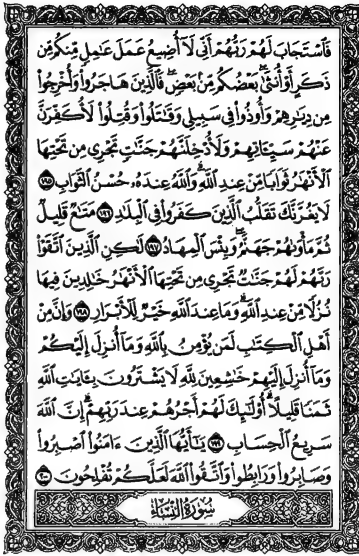 فَٱسْتَجَابَ لَهُمْ رَبُّهُمْ أَنِّى لَآ أُضِيعُ عَمَلَ عَٰمِلٍ مِّنكُم مِّن
ذَكَرٍ أَوْ أُنثَىٰ ۖ بَعْضُكُم مِّنۢ بَعْضٍ ۖ فَٱلَّذِينَ هَاجَرُوا۟ وَأُخْرِجُوا۟
مِن دِيَٰرِهِمْ وَأُوذُوا۟ فِى سَبِيلِى وَقَٰتَلُوا۟ وَقُتِلُوا۟ لَأُكَفِّرَنَّ
عَنْهُمْ سَيِّـَٔاتِهِمْ وَلَأُدْخِلَنَّهُمْ جَنَّٰتٍ تَجْرِى مِن تَحْتِهَا
ٱلْأَنْهَٰرُ ثَوَابًا مِّنْ عِندِ ٱللَّهِ ۗ وَٱللَّهُ عِندَهُۥ حُسْنُ ٱلثَّوَابِ ١٩٥
لَا يَغُرَّنَّكَ تَقَلُّبُ ٱلَّذِينَ كَفَرُوا۟ فِى ٱلْبِلَٰدِ ١٩٦ مَتَٰعٌ قَلِيلٌ
ثُمَّ مَأْوَىٰهُمْ جَهَنَّمُ ۚ وَبِئْسَ ٱلْمِهَادُ ١٩٧ لَٰكِنِ ٱلَّذِينَ ٱتَّقَوْا۟
رَبَّهُمْ لَهُمْ جَنَّٰتٌ تَجْرِى مِن تَحْتِهَا ٱلْأَنْهَٰرُ خَٰلِدِينَ فِيهَا
نُزُلًا مِّنْ عِندِ ٱللَّهِ ۗ وَمَا عِندَ ٱللَّهِ خَيْرٌ لِّلْأَبْرَارِ ١٩٨ وَإِنَّ مِنْ
أَهْلِ ٱلْكِتَٰبِ لَمَن يُؤْمِنُ بِٱللَّهِ وَمَآ أُنزِلَ إِلَيْكُمْ
وَمَآ أُنزِلَ إِلَيْهِمْ خَٰشِعِينَ لِلَّهِ لَا يَشْتَرُونَ بِـَٔايَٰتِ ٱللَّهِ
ثَمَنًا قَلِيلًا ۗ أُو۟لَٰٓئِكَ لَهُمْ أَجْرُهُمْ عِندَ رَبِّهِمْ ۗ إِنَّ ٱللَّهَ
سَرِيعُ ٱلْحِسَابِ ١٩٩ يَٰٓأَيُّهَا ٱلَّذِينَ ءَامَنُوا۟ ٱصْبِرُوا۟
وَصَابِرُوا۟ وَرَابِطُوا۟ وَٱتَّقُوا۟ ٱللَّهَ لَعَلَّكُمْ تُفْلِحُونَ ٢٠٠
سُورَةُ النِّسَاءِ